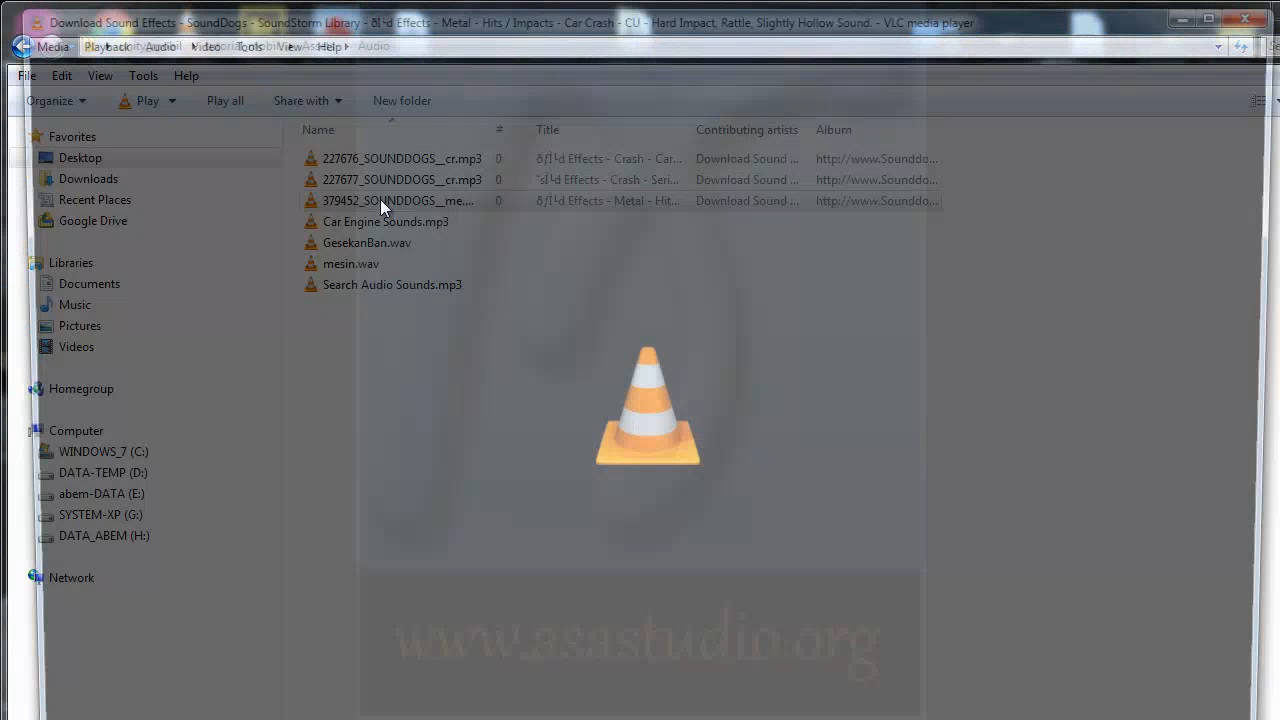 Download Sound Effects - SoundDogs - SoundStorm Library - ðƒÎ└d Effects - Metal - Hits / Impacts - Car Crash - CU - Hard Impact, Rattle, Slightly Hollow Sound. - VLC media player
Media Playback Audio Video Tools View Help Audio
File Edit View Tools Help
Organize Play Play all Share with New folder
Name # Title Contributing artists Album
Favorites
Desktop
Downloads
Recent Places
Google Drive
Libraries
Documents
Music
Pictures
Videos
Homegroup
Computer
WINDOWS_7 (C:)
DATA-TEMP (D:)
abem-DATA (E:)
SYSTEM-XP (G:)
DATA_ABEM (H:)
Network
227676_SOUNDDOGS__cr.mp3 0 ðƒÎ└d Effects - Crash - Car... Download Sound ... http://www.Sounddo...
227677_SOUNDDOGS__cr.mp3 0 ˜sÎ└d Effects - Crash - Seri... Download Sound ... http://www.Sounddo...
379452_SOUNDDOGS__me.... 0 ðƒÎ└d Effects - Metal - Hit... Download Sound ... http://www.Sounddo...
Car Engine Sounds.mp3
GesekanBan.wav
mesin.wav
Search Audio Sounds.mp3
www.asastudio.org